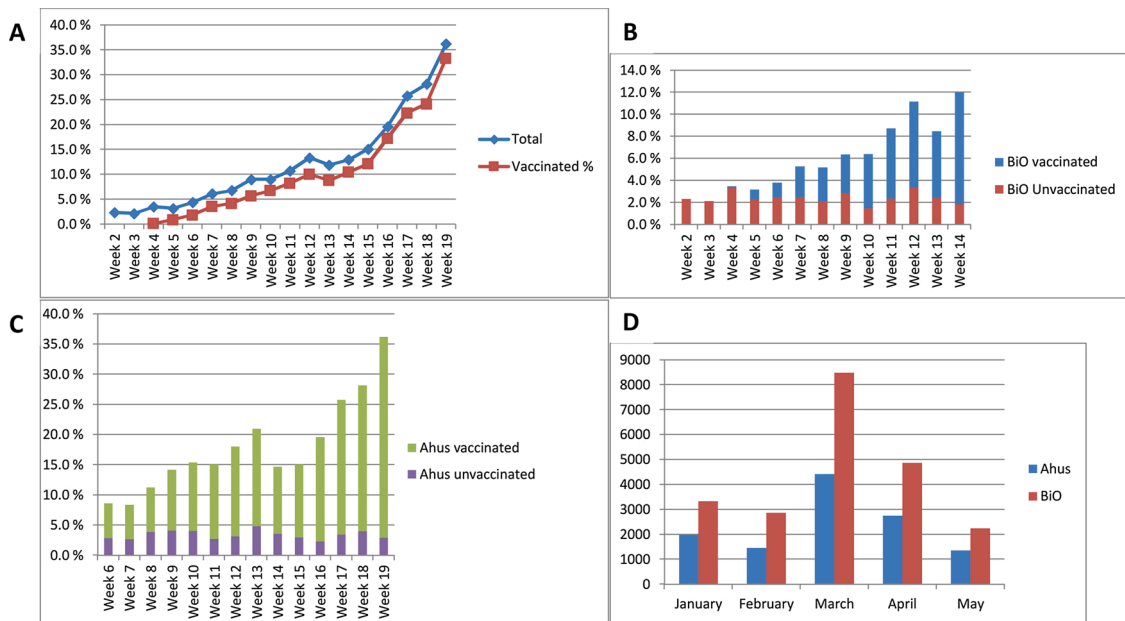 A
40.0 %
35.0 %
30.0 %
25.0 %
20.0 %
15.0 %
10.0 %
5.0 %
0.0 %
Week 2
Week 3
Week 4
Week 5
Week 6
Week 7
Week 8
Week 9
Week 10
Week 11
Week 12
Week 13
Week 14
Week 15
Week 16
Week 17
Week 18
Week 19
Total
Vaccinated %
B
14.0 %
12.0 %
10.0 %
8.0 %
6.0 %
4.0 %
2.0 %
0.0 %
Week 2
Week 3
Week 4
Week 5
Week 6
Week 7
Week 8
Week 9
Week 10
Week 11
Week 12
Week 13
Week 14
BiO vaccinated
BiO Unvaccinated
C
40.0 %
35.0 %
30.0 %
25.0 %
20.0 %
15.0 %
10.0 %
5.0 %
0.0 %
Week 6
Week 7
Week 8
Week 9
Week 10
Week 11
Week 12
Week 13
Week 14
Week 15
Week 16
Week 17
Week 18
Week 19
Ahus vaccinated
Ahus unvaccinated
D
9000
8000
7000
6000
5000
4000
3000
2000
1000
0
January
February
March
April
May
Ahus
BiO